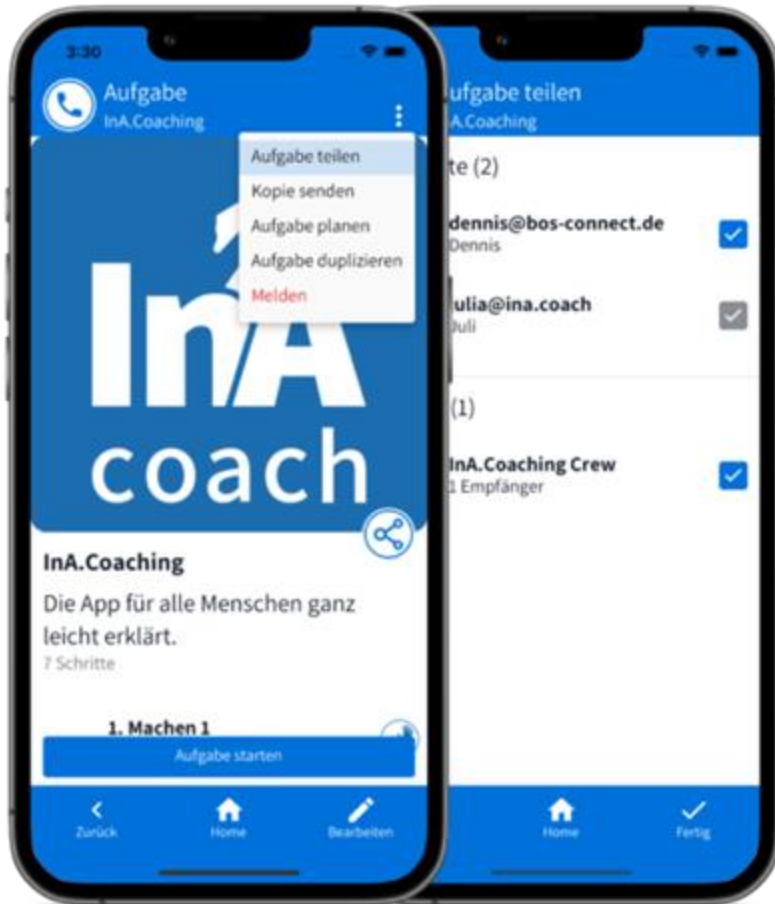 3:30
Aufgabe
InA.Coaching
Aufgabe teilen
Kopie senden
Aufgabe planen
Aufgabe duplizieren
Melden
InA
coach
InA.Coaching
Die App für alle Menschen ganz
leicht erklärt.
7 Schritte
1. Machen 1
Aufgabe starten
Zurück
Home
Bearbeiten
ufgabe teilen
A.Coaching
te (2)
dennis@bos-connect.de
Dennis
ulia@ina.coach
Juli
(1)
InA.Coaching Crew
1 Empfänger
Home
Fertig